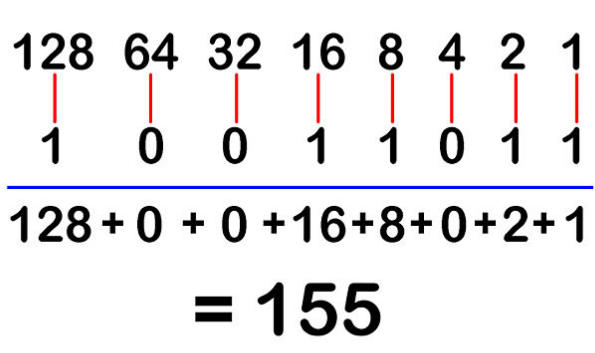 128 64 32 16 8 4 2 1
1 0 0 1 1 0 1 1
128 + 0 + 0 +16+8+0+2+ 1
= 155